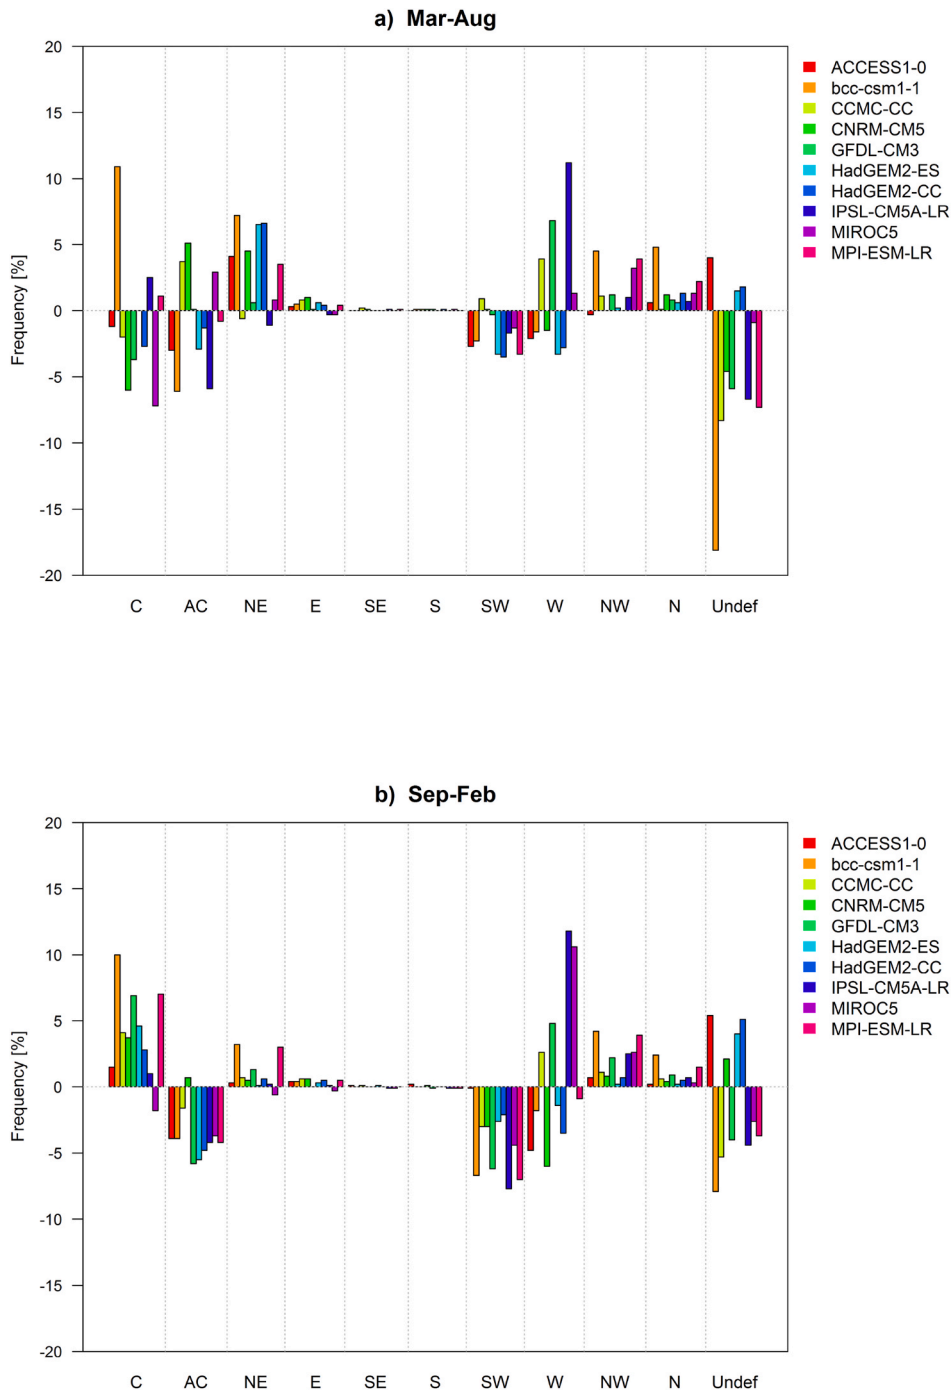 a)  Mar-Aug
Frequency [%]
20
15
10
5
0
-5
-10
-15
-20
C AC NE E SE S SW W NW N Undef
ACCESS1-0
bcc-csm1-1
CCMC-CC
CNRM-CM5
GFDL-CM3
HadGEM2-ES
HadGEM2-CC
IPSL-CM5A-LR
MIROC5
MPI-ESM-LR
b)  Sep-Feb
Frequency [%]
20
15
10
5
0
-5
-10
-15
-20
C AC NE E SE S SW W NW N Undef
ACCESS1-0
bcc-csm1-1
CCMC-CC
CNRM-CM5
GFDL-CM3
HadGEM2-ES
HadGEM2-CC
IPSL-CM5A-LR
MIROC5
MPI-ESM-LR